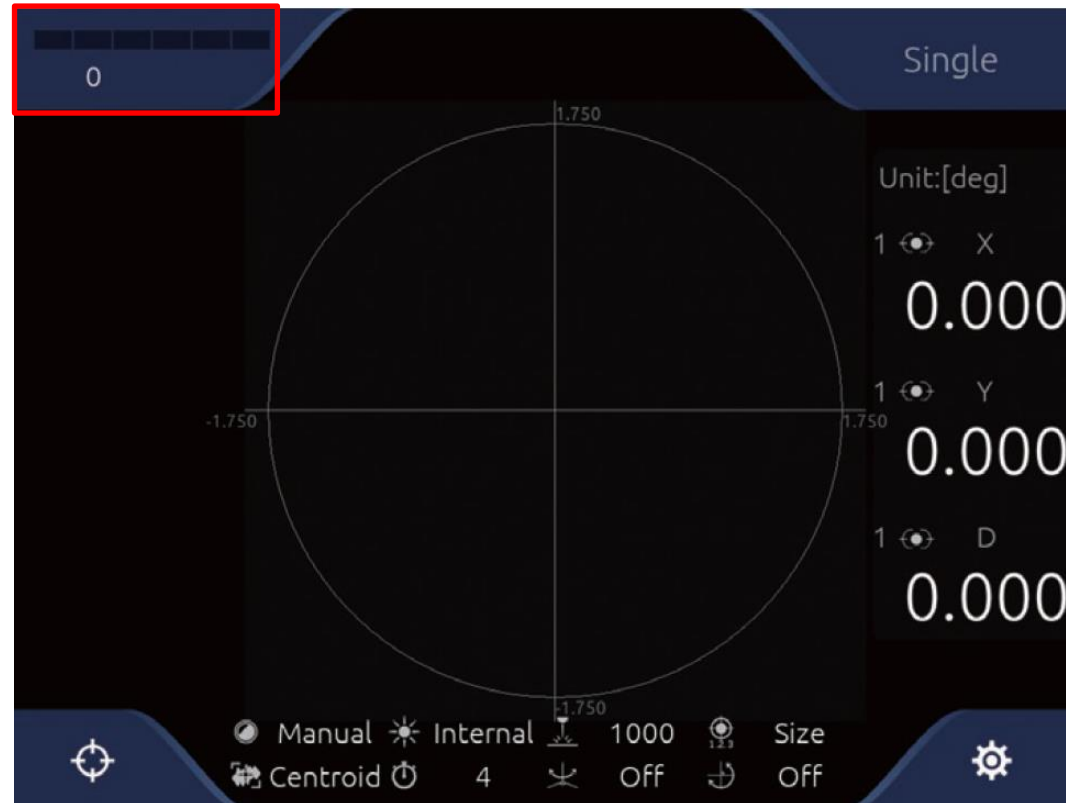 0
Single
1.750
Unit:[deg]
1 X
0.000
1 Y
-1.750
1.750
0.000
1 D
0.000
-1.750
Manual Internal 1000 Size
Centroid 4 Off Off